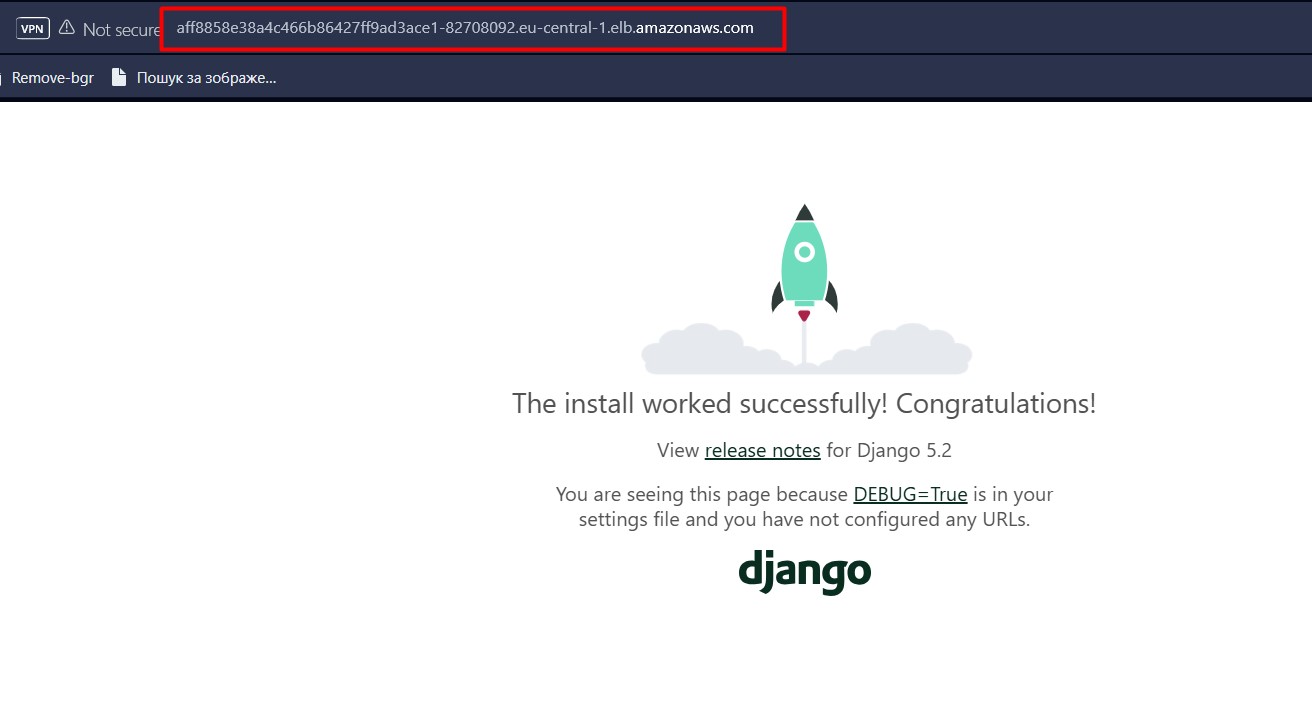 VPN Not secure aff8858e38a4c466b86427ff9ad3ace1-82708092.eu-central-1.elb.amazonaws.com
Remove-bgr Пошук за зображе...
The install worked successfully! Congratulations!
View release notes for Django 5.2
You are seeing this page because DEBUG=True is in your
settings file and you have not configured any URLs.
django